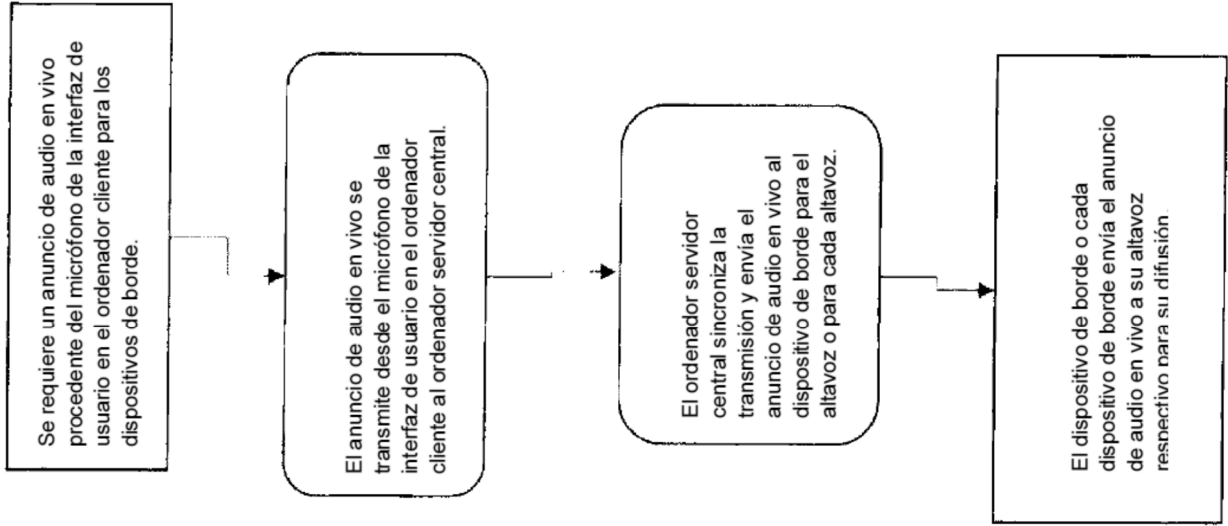 Se requiere un anuncio de audio en vivo
procedente del micrófono de la interfaz de
usuario en el ordenador cliente para los
dispositivos de borde.
El anuncio de audio en vivo se
transmite desde el micrófono de la
interfaz de usuario en el ordenador
cliente al ordenador servidor central.
El ordenador servidor
central sincroniza la
transmisión y envía el
anuncio de audio en vivo al
dispositivo de borde para el
altavoz o para cada altavoz.
El dispositivo de borde o cada
dispositivo de borde envía el anuncio
de audio en vivo a su altavoz
respectivo para su difusión.